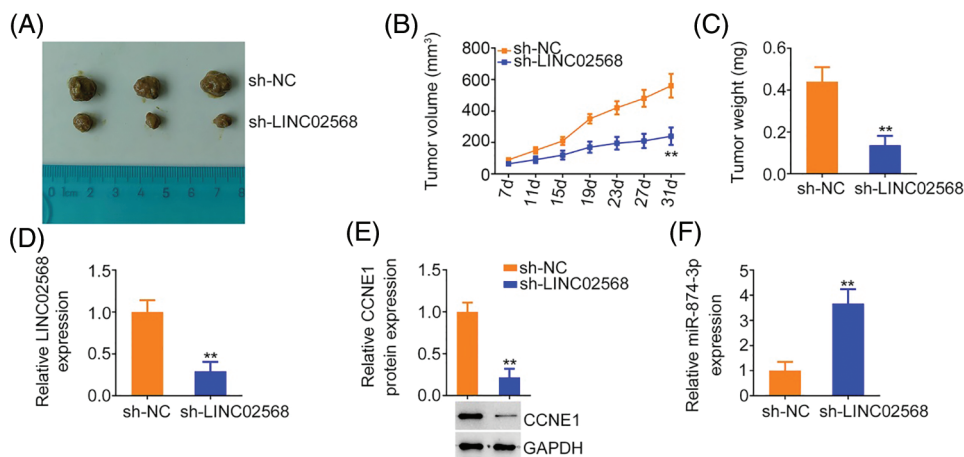 (A)
sh-NC
sh-LINC02568
0 cm 1 2 3 4 5 6 7 8
(B)
Tumor volume (mm³)
800
600
400
200
0
sh-NC
sh-LINC02568
**
7d 11d 15d 19d 23d 27d 31d
(C)
Tumor weight (mg)
0.6
0.4
0.2
0.0
**
sh-NC sh-LINC02568
(D)
Relative LINC02568
expression
1.5
1.0
0.5
0.0
**
sh-NC sh-LINC02568
(E)
Relative CCNE1
protein expression
1.5
1.0
0.5
0.0
sh-NC
sh-LINC02568
**
CCNE1
GAPDH
(F)
Relative miR-874-3p
expression
5
4
3
2
1
0
**
sh-NC sh-LINC02568